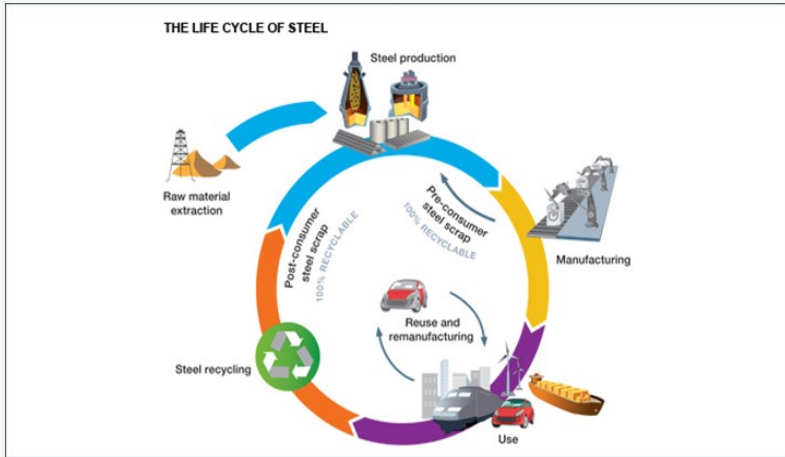 THE LIFE CYCLE OF STEEL
Steel production
Raw material
extraction
Post-consumer
steel scrap
100% RECYCLABLE
Pre-consumer
steel scrap
100% RECYCLABLE
Manufacturing
Reuse and
remanufacturing
Steel recycling
Use